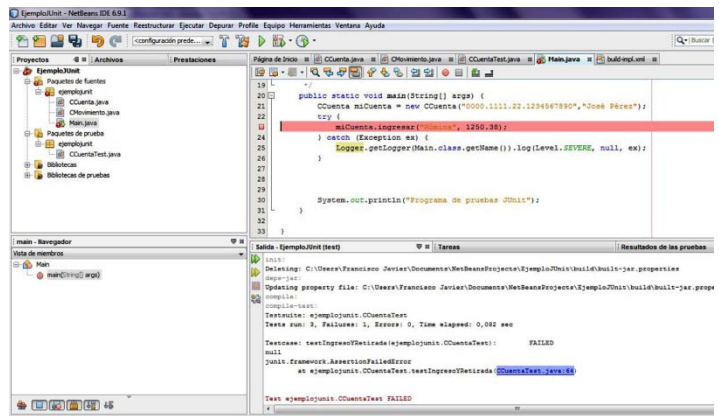 EjemploJUnit - NetBeans IDE 6.9.1
Archivo Editar Ver Navegar Fuente Reestructurar Ejecutar Depurar Profile Equipo Herramientas Ventana Ayuda
<configuración prede...
Buscar
Proyectos Archivos Prestaciones
Página de Inicio CCuenta.java CMovimiento.java CCuentaTest.java Main.java build-impl.xml
EjemploJUnit
Paquetes de fuentes
ejemplojunit
CCuenta.java
CMovimiento.java
Main.java
Paquetes de prueba
ejemplojunit
CCuentaTest.java
Bibliotecas
Bibliotecas de pruebas
19 */
20 public static void main(String[] args) {
21 CCuenta miCuenta = new CCuenta("0000.1111.22.1234567890","José Pérez");
22 try {
miCuenta.ingresar("Nómina", 1250.38);
24 } catch (Exception ex) {
25 Logger.getLogger(Main.class.getName()).log(Level.SEVERE, null, ex);
26 }
27
28
29
30 System.out.println("Programa de pruebas JUnit");
31 }
32
33 }
main - Navegador
Vista de miembros
Main
main(String[] args)
Salida - EjemploJUnit (test) Tareas Resultados de las pruebas
init:
Deleting: C:\Users\Francisco Javier\Documents\NetBeansProjects\EjemploJUnit\build\built-jar.properties
deps-jar:
Updating property file: C:\Users\Francisco Javier\Documents\NetBeansProjects\EjemploJUnit\build\built-jar.prope
compile:
compile-test:
Testsuite: ejemplojunit.CCuentaTest
Tests run: 3, Failures: 1, Errors: 0, Time elapsed: 0,082 sec
Testcase: testIngresoYRetirada(ejemplojunit.CCuentaTest): FAILED
null
junit.framework.AssertionFailedError
at ejemplojunit.CCuentaTest.testIngresoYRetirada(CCuentaTest.java:64)
Test ejemplojunit.CCuentaTest FAILED